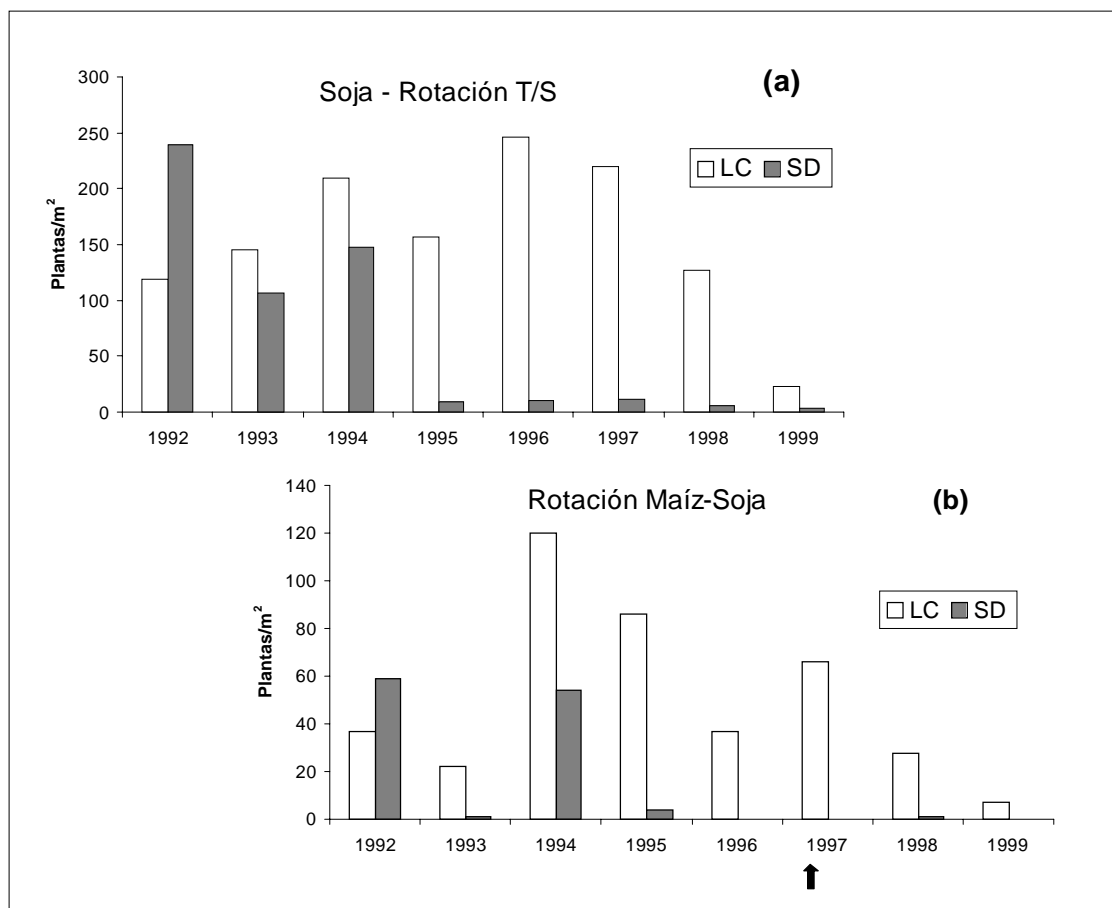 Soja - Rotación T/S
(a)
LC SD
Plantas/m²
300
250
200
150
100
50
0
1992 1993 1994 1995 1996 1997 1998 1999
Rotación Maíz-Soja
(b)
LC SD
Plantas/m²
140
120
100
80
60
40
20
0
1992 1993 1994 1995 1996 1997 1998 1999